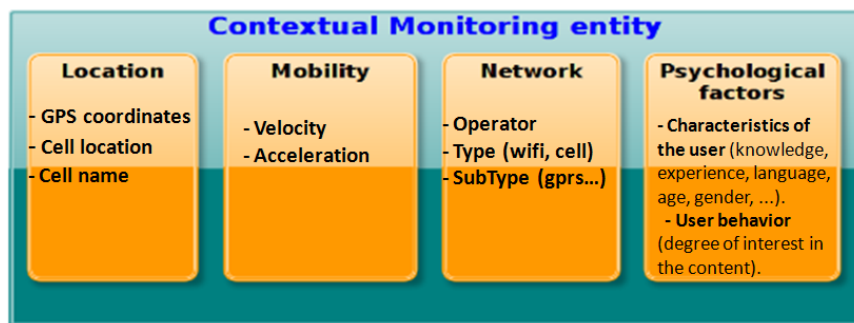 Contextual Monitoring entity
Location
- GPS coordinates
- Cell location
- Cell name
Mobility
- Velocity
- Acceleration
Network
- Operator
- Type (wifi, cell)
- SubType (gprs...)
Psychological
factors
- Characteristics of
the user (knowledge,
experience, language,
age, gender, ...).
- User behavior
(degree of interest in
the content).